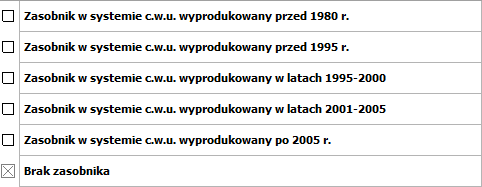 Zasobnik w systemie c.w.u. wyprodukowany przed 1980 r.
Zasobnik w systemie c.w.u. wyprodukowany przed 1995 r.
Zasobnik w systemie c.w.u. wyprodukowany w latach 1995-2000
Zasobnik w systemie c.w.u. wyprodukowany w latach 2001-2005
Zasobnik w systemie c.w.u. wyprodukowany po 2005 r.
Brak zasobnika